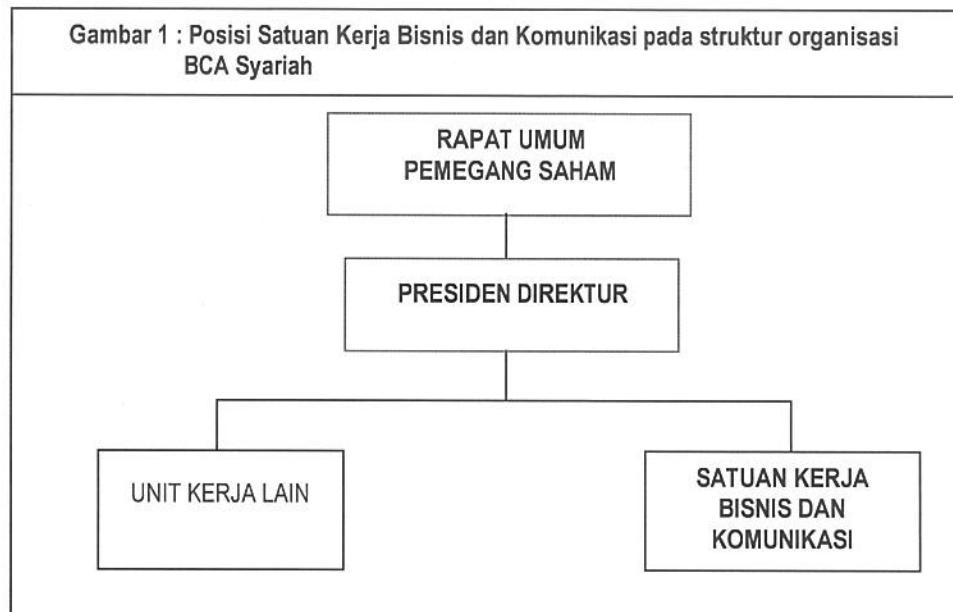 Gambar 1 : Posisi Satuan Kerja Bisnis dan Komunikasi pada struktur organisasi
BCA Syariah
RAPAT UMUM
PEMEGANG SAHAM
PRESIDEN DIREKTUR
UNIT KERJA LAIN
SATUAN KERJA
BISNIS DAN
KOMUNIKASI